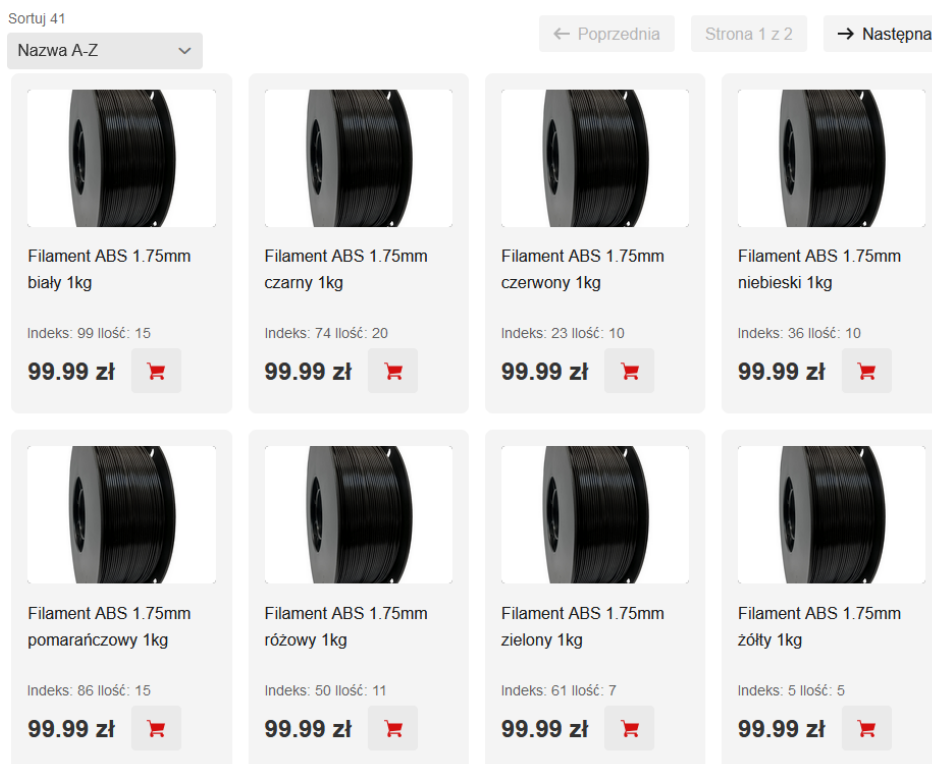 Sortuj 41
Nazwa A-Z
← Poprzednia
Strona 1 z 2
→ Następna
Filament ABS 1.75mm
biały 1kg
Indeks: 99 Ilość: 15
99.99 zł
Filament ABS 1.75mm
czarny 1kg
Indeks: 74 Ilość: 20
99.99 zł
Filament ABS 1.75mm
czerwony 1kg
Indeks: 23 Ilość: 10
99.99 zł
Filament ABS 1.75mm
niebieski 1kg
Indeks: 36 Ilość: 10
99.99 zł
Filament ABS 1.75mm
pomarańczowy 1kg
Indeks: 86 Ilość: 15
99.99 zł
Filament ABS 1.75mm
różowy 1kg
Indeks: 50 Ilość: 11
99.99 zł
Filament ABS 1.75mm
zielony 1kg
Indeks: 61 Ilość: 7
99.99 zł
Filament ABS 1.75mm
żółty 1kg
Indeks: 5 Ilość: 5
99.99 zł